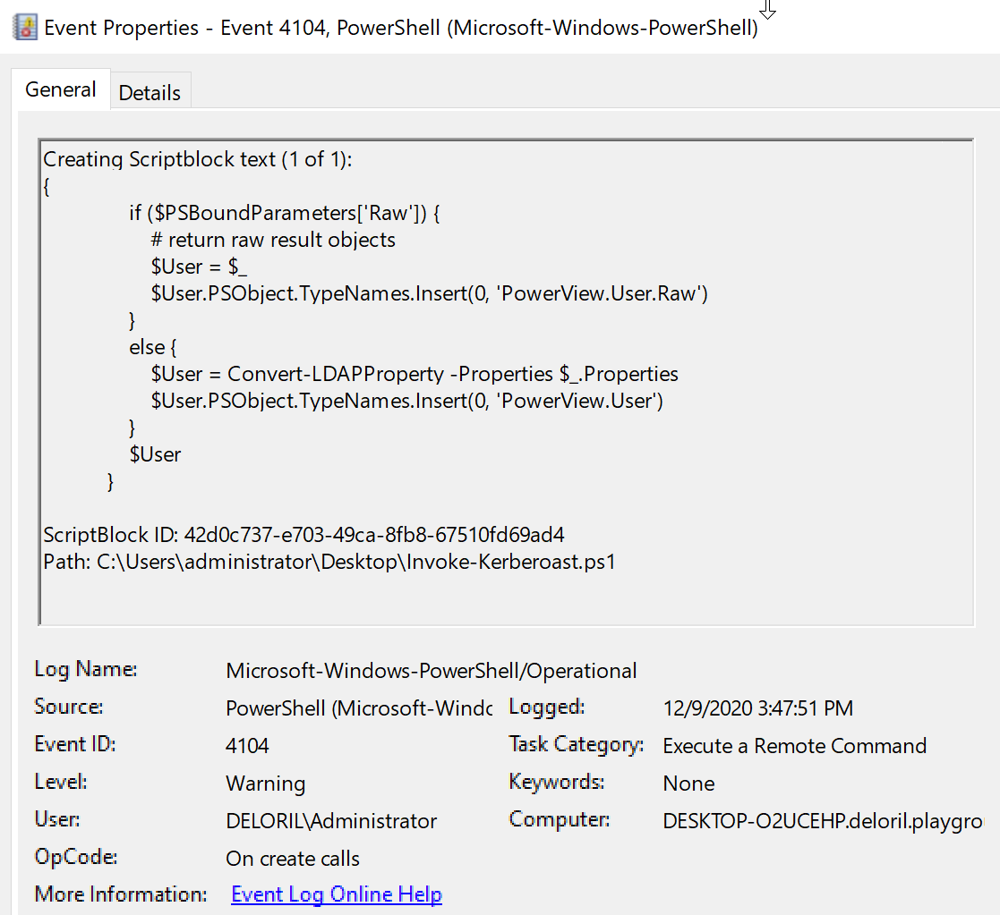 Event Properties - Event 4104, PowerShell (Microsoft-Windows-PowerShell)
General Details
Creating Scriptblock text (1 of 1):
{
if ($PSBoundParameters['Raw']) {
# return raw result objects
$User = $_
$User.PSObject.TypeNames.Insert(0, 'PowerView.User.Raw')
}
else {
$User = Convert-LDAPProperty -Properties $_.Properties
$User.PSObject.TypeNames.Insert(0, 'PowerView.User')
}
$User
}
ScriptBlock ID: 42d0c737-e703-49ca-8fb8-67510fd69ad4
Path: C:\Users\administrator\Desktop\Invoke-Kerberoast.ps1
Log Name: Microsoft-Windows-PowerShell/Operational
Source: PowerShell (Microsoft-Windo Logged: 12/9/2020 3:47:51 PM
Event ID: 4104 Task Category: Execute a Remote Command
Level: Warning Keywords: None
User: DELORIL\Administrator Computer: DESKTOP-O2UCEHP.deloril.playgro
OpCode: On create calls
More Information: Event Log Online Help